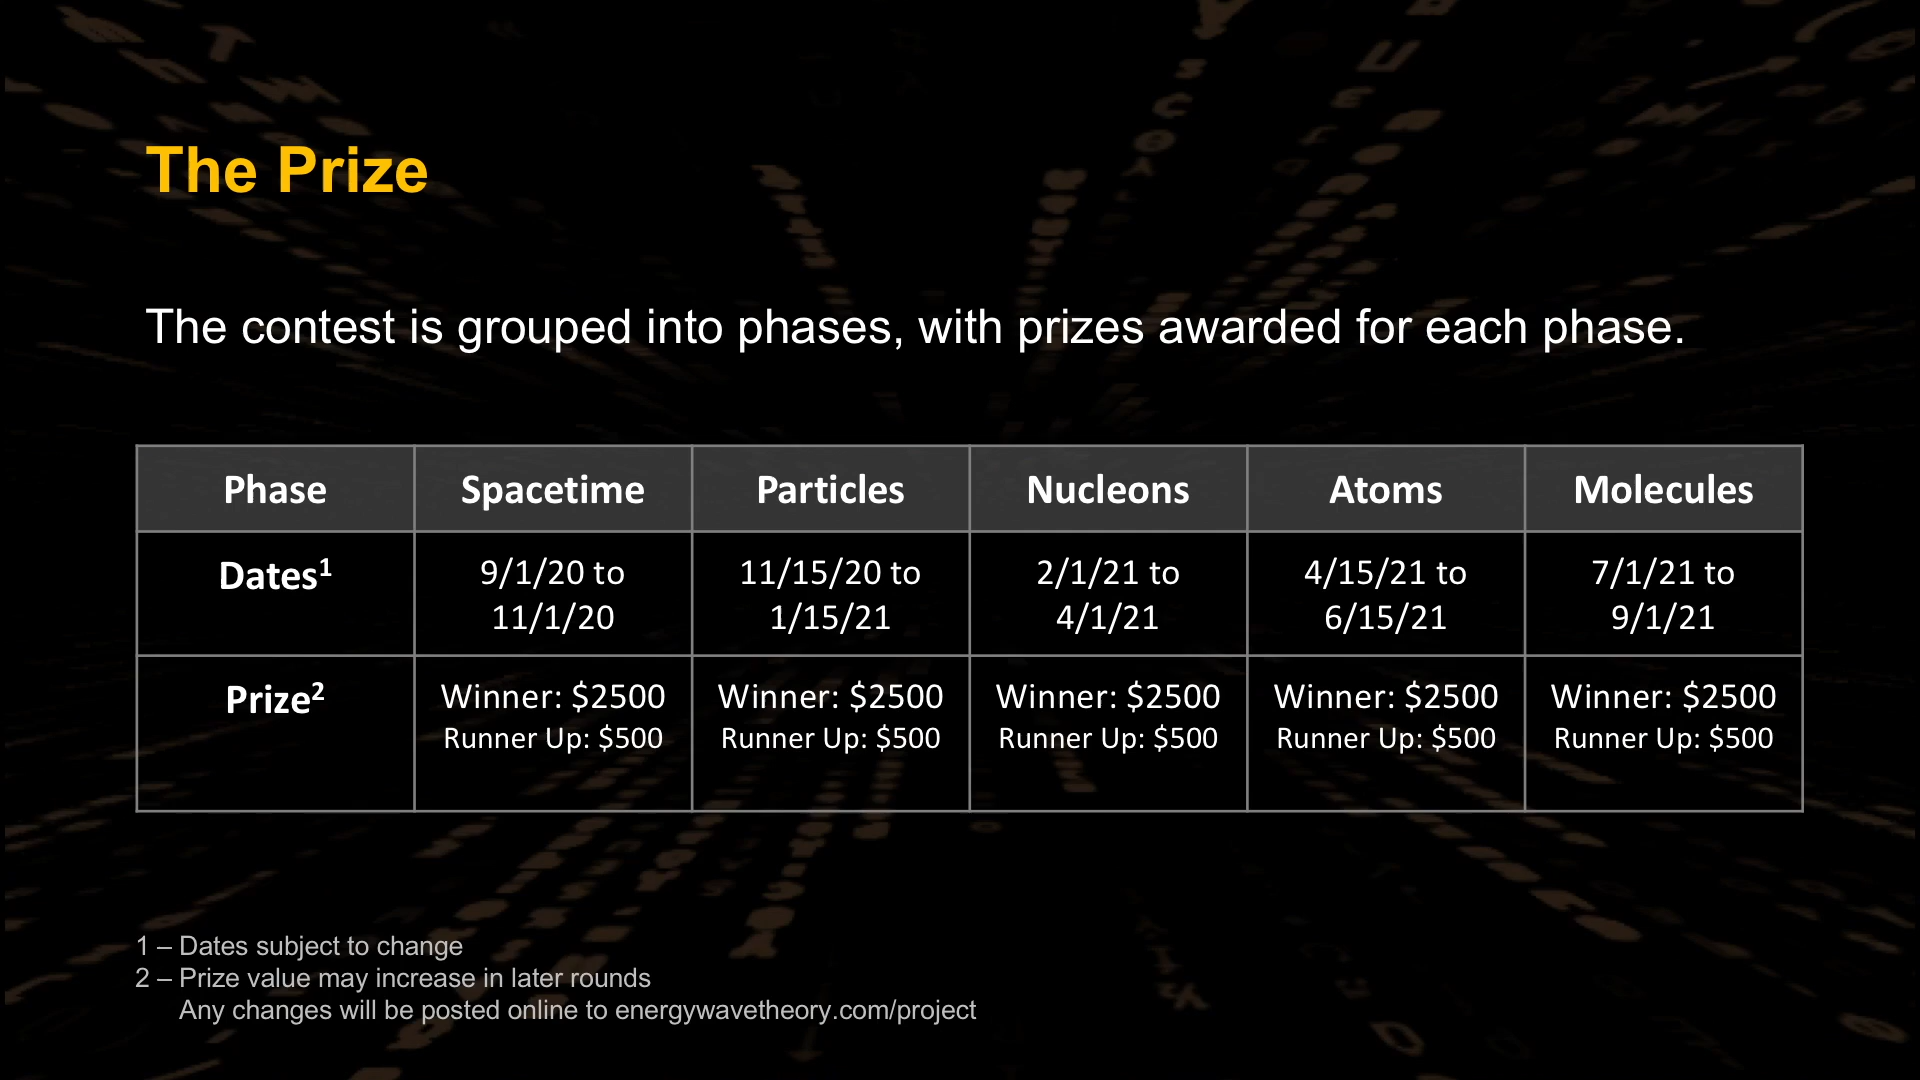 The Prize
The contest is grouped into phases, with prizes awarded for each phase.
Phase Spacetime Particles Nucleons Atoms Molecules
Dates¹ 9/1/20 to 11/15/20 to 2/1/21 to 4/15/21 to 7/1/21 to
11/1/20 1/15/21 4/1/21 6/15/21 9/1/21
Prize² Winner: $2500 Winner: $2500 Winner: $2500 Winner: $2500 Winner: $2500
Runner Up: $500 Runner Up: $500 Runner Up: $500 Runner Up: $500 Runner Up: $500
1 – Dates subject to change
2 – Prize value may increase in later rounds
Any changes will be posted online to energywavetheory.com/project